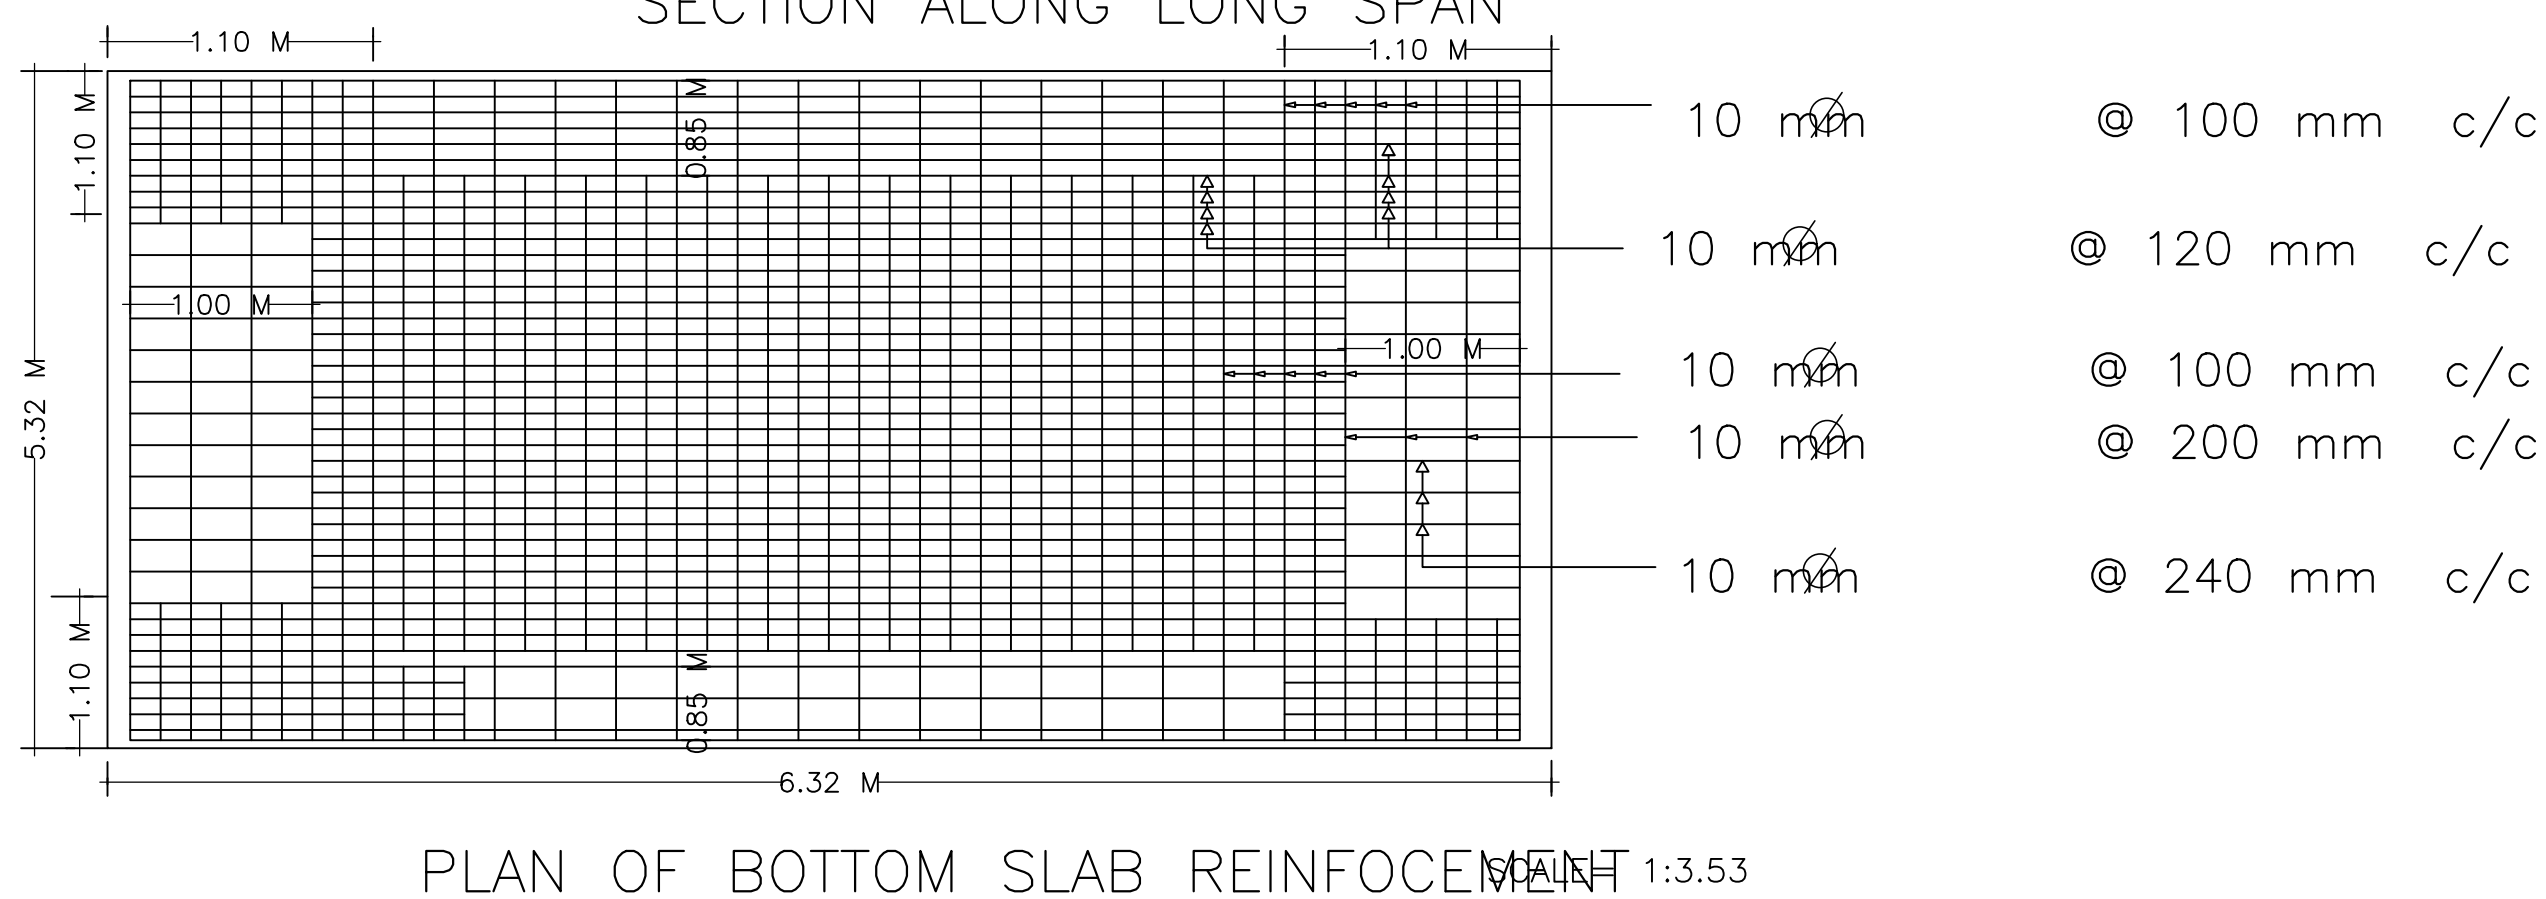 SECTION ALONG LONG SPAN
1.10 M
1.10 M
1.10 M
0.85 M
10 mm∅ @ 100 mm c/c
10 mm∅ @ 120 mm c/c
1.00 M
1.00 M
5.32 M
10 mm∅ @ 100 mm c/c
10 mm∅ @ 200 mm c/c
10 mm∅ @ 240 mm c/c
1.10 M
0.85 M
6.32 M
PLAN OF BOTTOM SLAB REINFOCEMENT
SCALE= 1:3.53